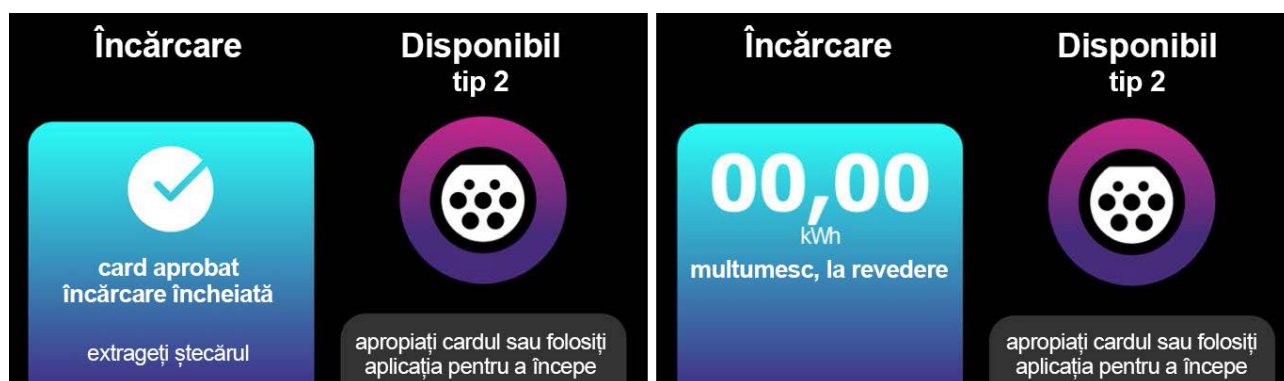 Încărcare
card aprobat
încărcare încheiată
extrageți ștecărul
Disponibil
tip 2
apropiați cardul sau folosiți
aplicația pentru a începe
Încărcare
00,00
kWh
multumesc, la revedere
Disponibil
tip 2
apropiați cardul sau folosiți
aplicația pentru a începe